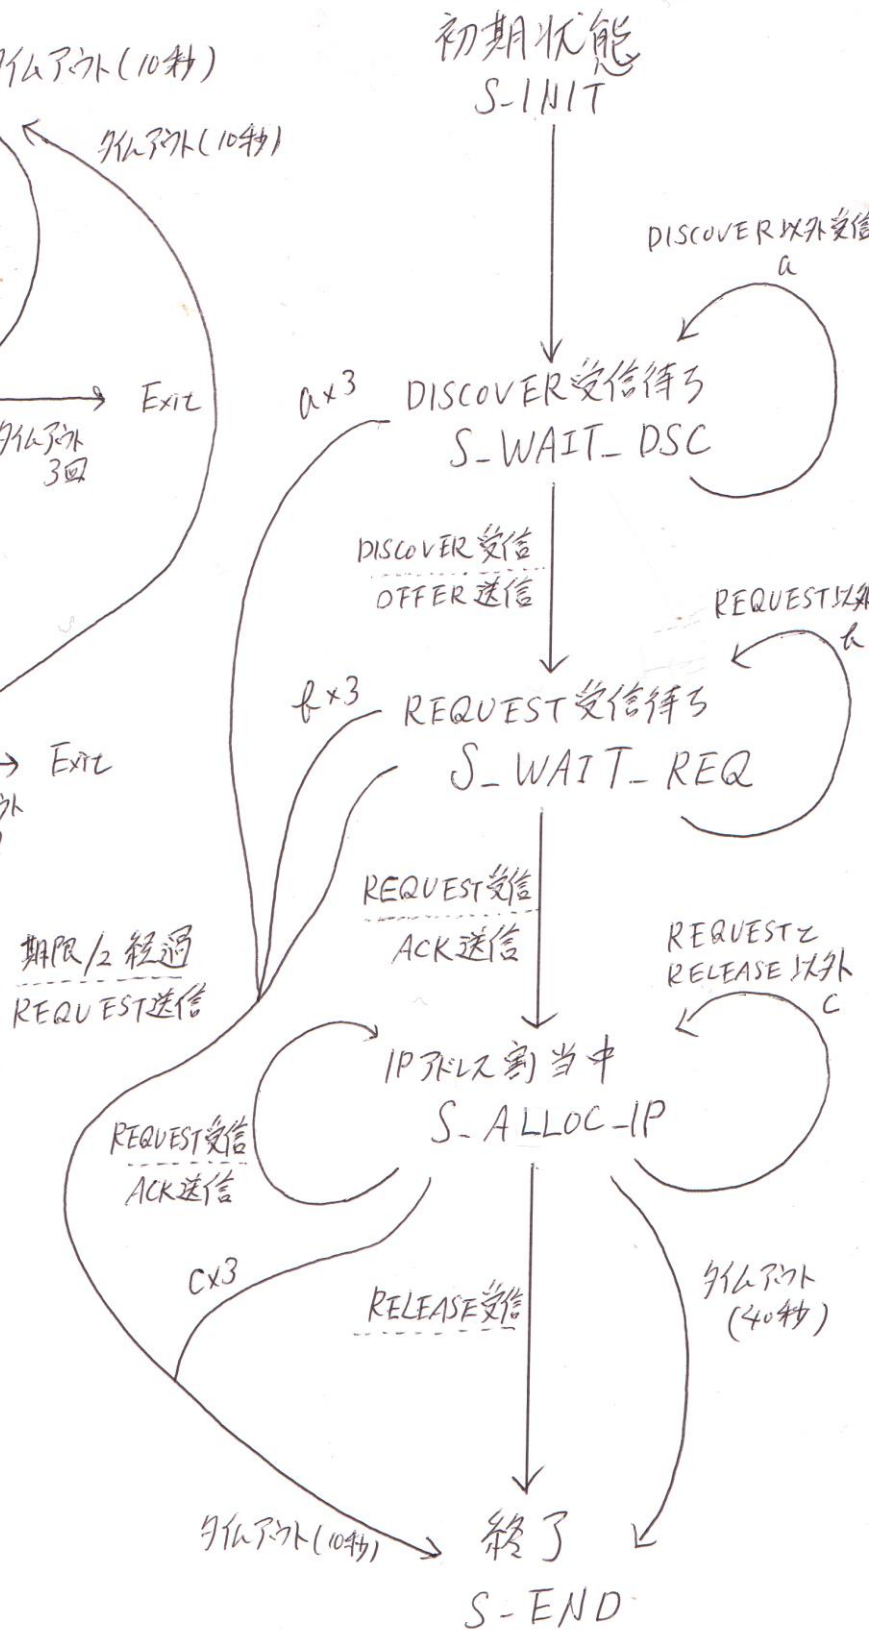 タイムアウト(10秒)
タイムアウト(10秒)
Exit
タイムアウト
3回
Exit
期限/2 経過
REQUEST送信
初期状態
S-INIT
DISCOVER以外受信
a
a×3
DISCOVER受信待ち
S_WAIT_DSC
DISCOVER受信
OFFER送信
REQUEST以外
b
b×3
REQUEST受信待ち
S_WAIT_REQ
REQUEST受信
ACK送信
REQUESTと
RELEASE以外
c
IPアドレス割当中
S_ALLOC_IP
REQUEST受信
ACK送信
c×3
RELEASE受信
タイムアウト
(40秒)
タイムアウト(10秒)
終了
S-END